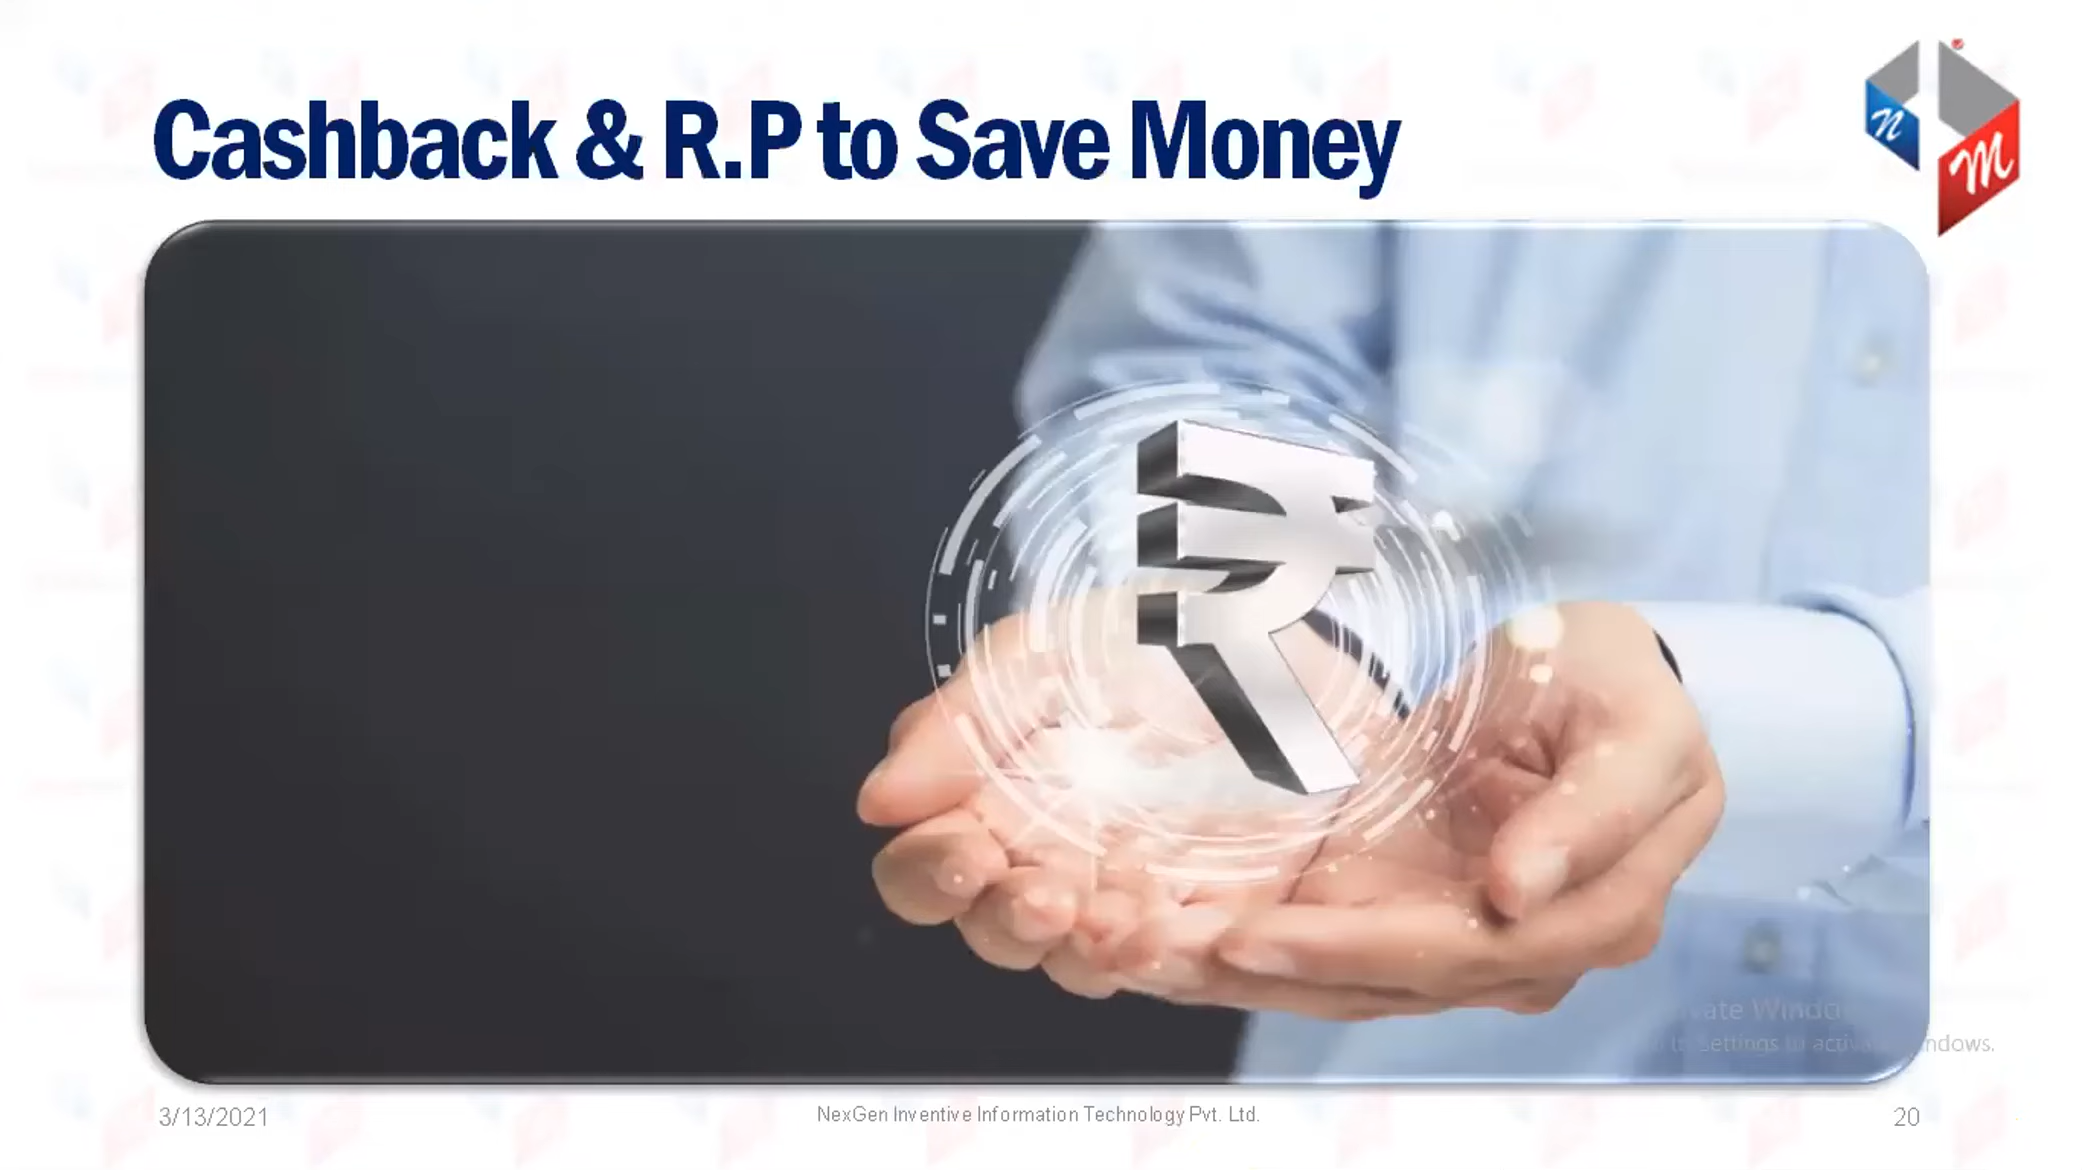 Cashback & R.P to Save Money
n
M
₹
3/13/2021
NexGen Inventive Information Technology Pvt. Ltd.
20